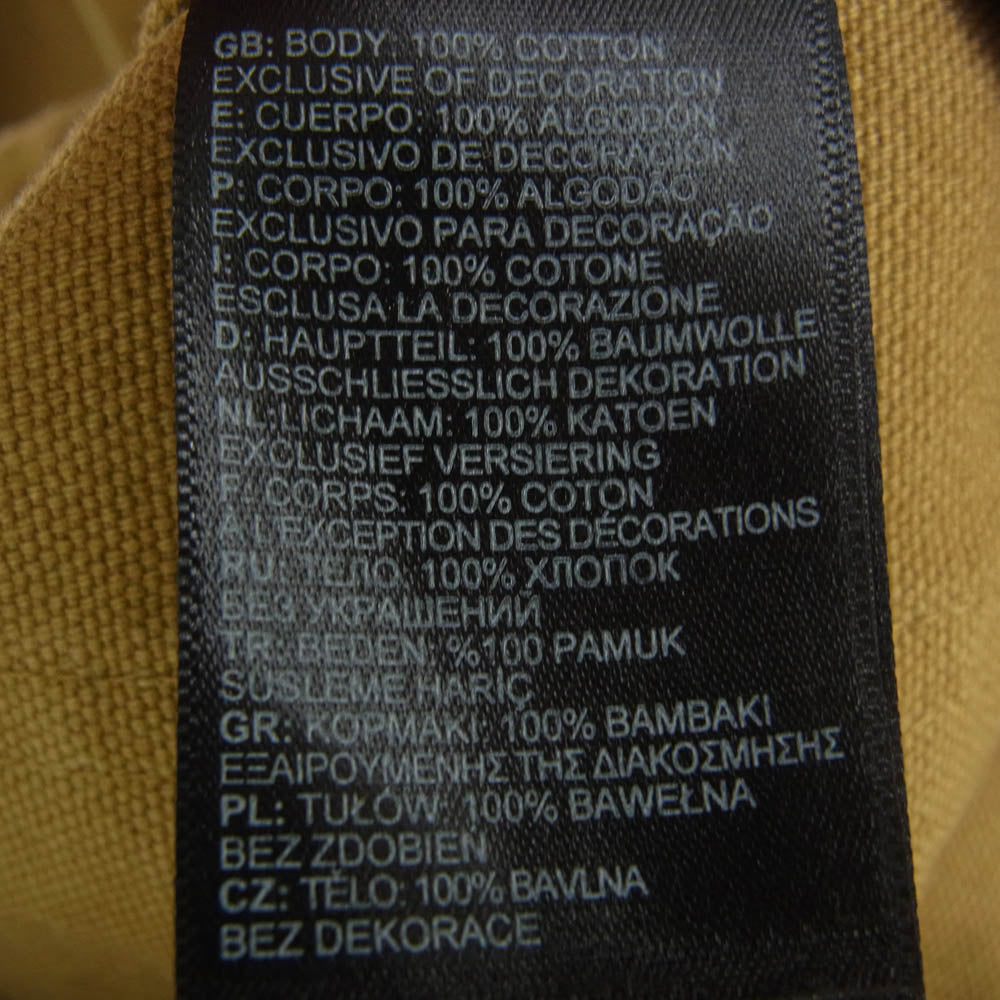 GB: BODY 100% COTTON
EXCLUSIVE OF DECORATION
E: CUERPO: 100% ALGODÓN
EXCLUSIVO DE DECORACIÓN
P: CORPO: 100% ALGODÃO
EXCLUSIVO PARA DECORAÇÃO
I: CORPO: 100% COTONE
ESCLUSA LA DECORAZIONE
D: HAUPTTEIL: 100% BAUMWOLLE
AUSSCHLIESSLICH DEKORATION
NL: LICHAAM: 100% KATOEN
EXCLUSIEF VERSIERING
F: CORPS: 100% COTON
À L'EXCEPTION DES DÉCORATIONS
RU: ТЕЛО: 100% ХЛОПОК
БЕЗ УКРАШЕНИЙ
TR: BEDEN: %100 PAMUK
SÜSLEME HARİÇ
GR: ΚΟΡΜΑΚΙ: 100% ΒΑΜΒΑΚΙ
ΕΞΑΙΡΟΥΜΕΝΗΣ ΤΗΣ ΔΙΑΚΟΣΜΗΣΗΣ
PL: TUŁÓW: 100% BAWEŁNA
BEZ ZDOBIEŃ
CZ: TĚLO: 100% BAVLNA
BEZ DEKORACE